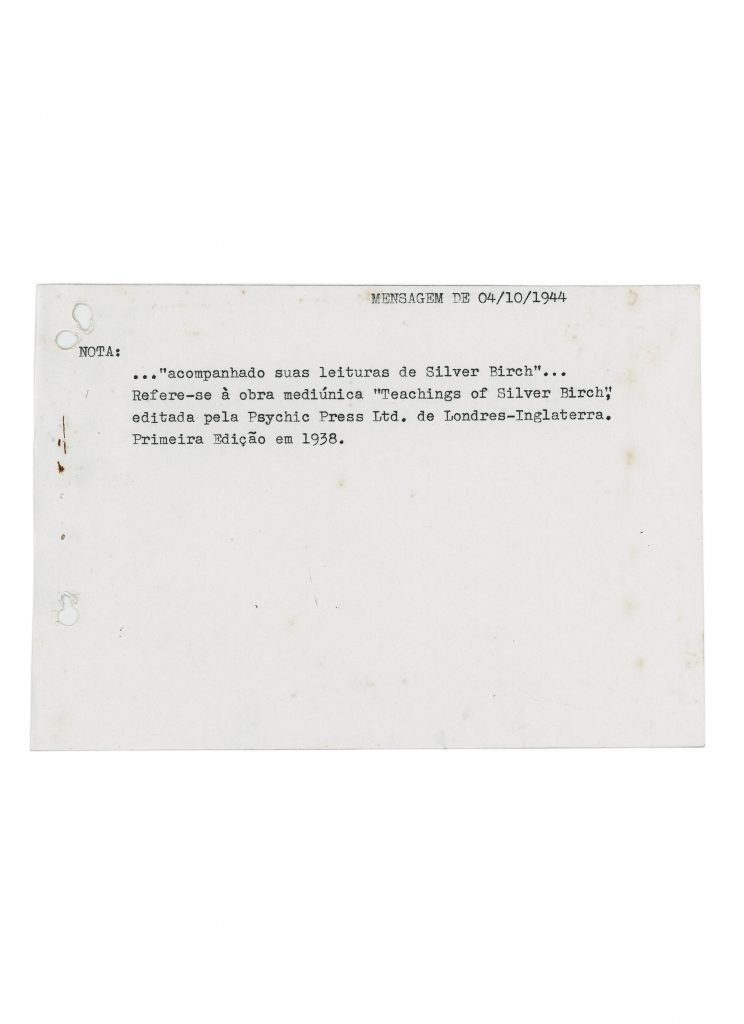 MENSAGEM DE 04/10/1944
NOTA:
..."acompanhado suas leituras de Silver Birch"...
Refere-se à obra mediúnica "Teachings of Silver Birch",
editada pela Psychic Press Ltd. de Londres-Inglaterra.
Primeira Edição em 1938.